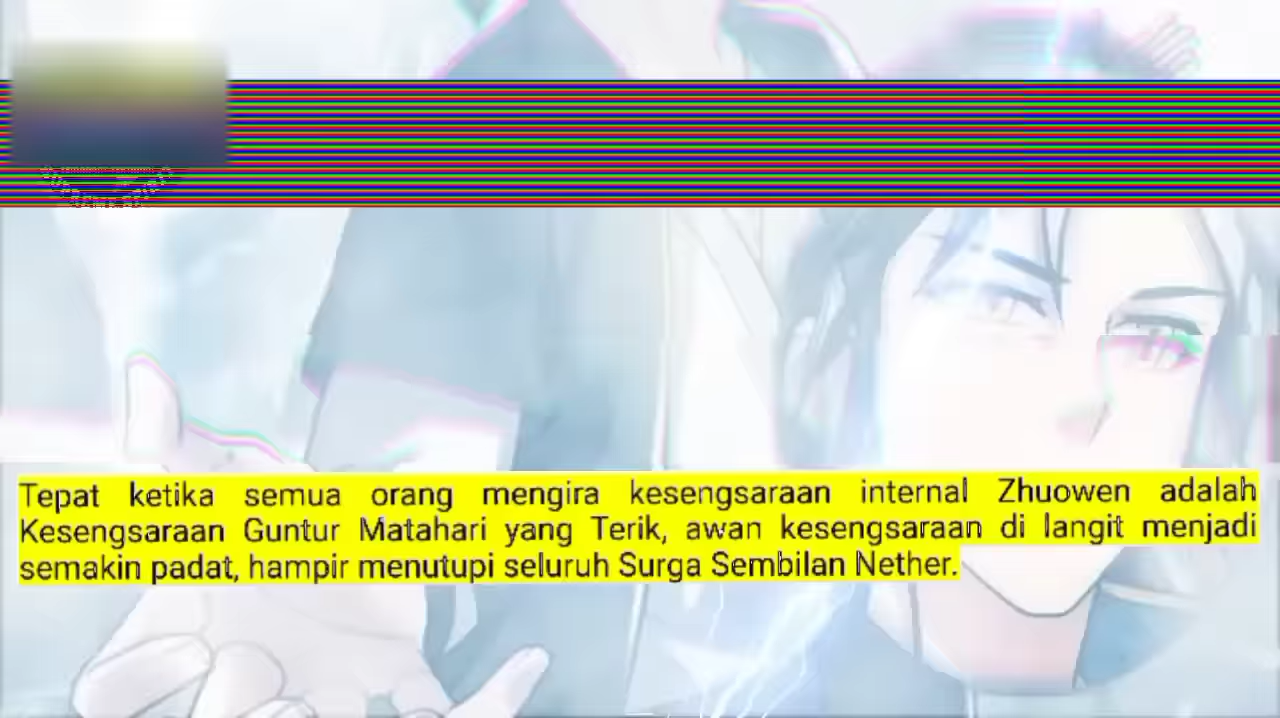 Tepat ketika semua orang mengira kesengsaraan internal Zhuowen adalah
Kesengsaraan Guntur Matahari yang Terik, awan kesengsaraan di langit menjadi
semakin padat, hampir menutupi seluruh Surga Sembilan Nether.